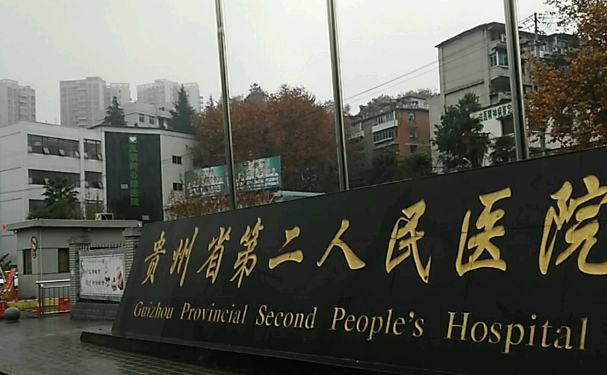 贵州省第二人民医院
Guizhou Provincial Second People's Hospital